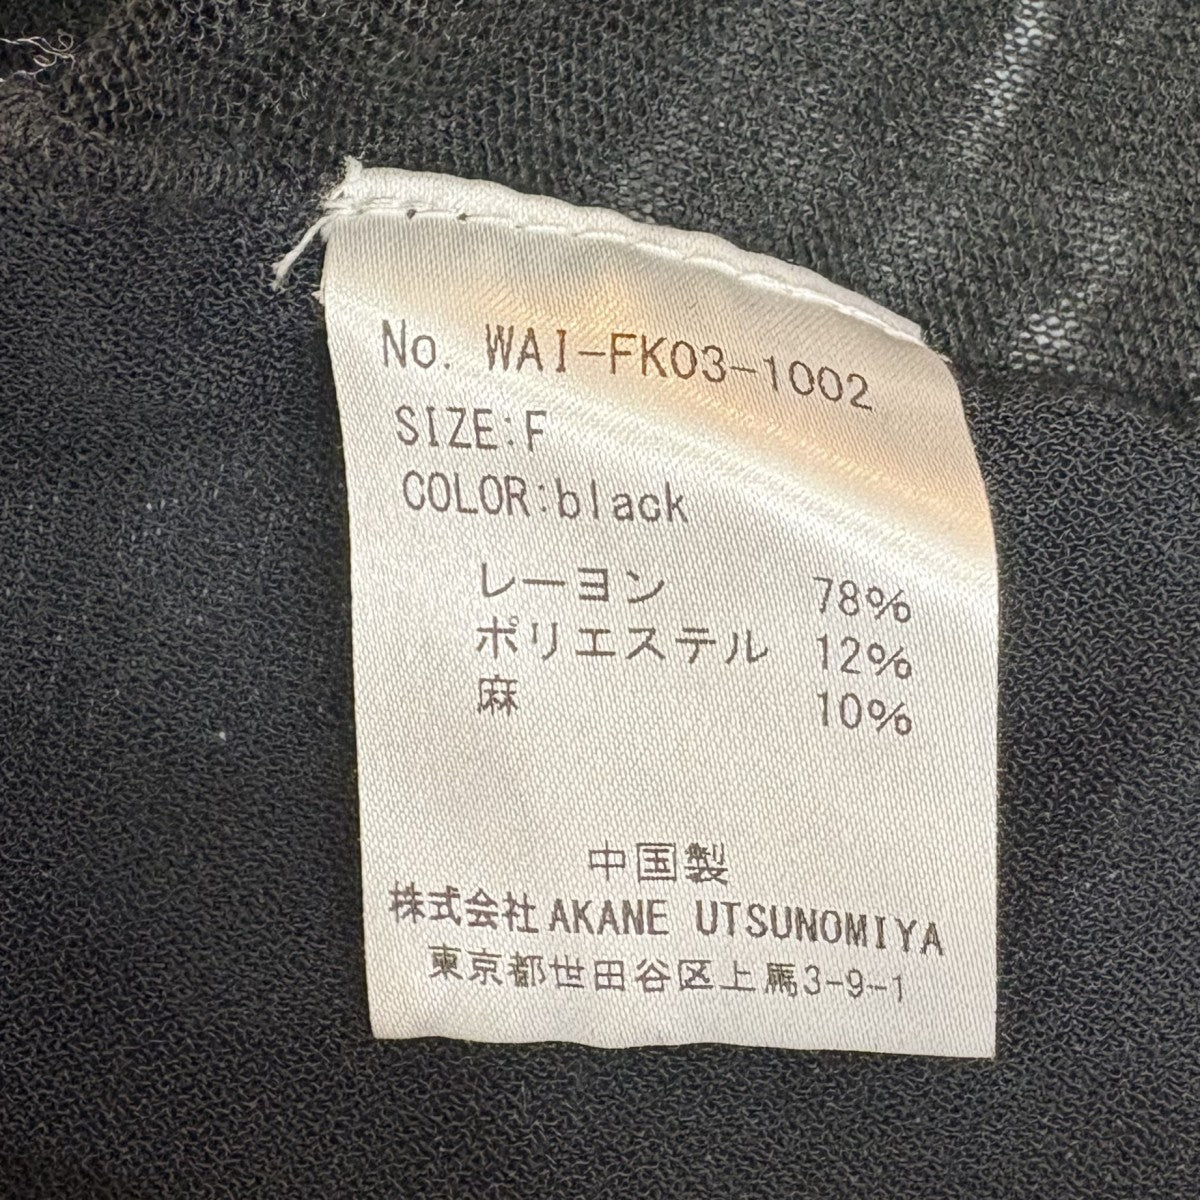 No. WAI-FK03-1002
SIZE:F
COLOR:black
レーヨン 78%
ポリエステル 12%
麻 10%
中国製
株式会社AKANE UTSUNOMIYA
東京都世田谷区上馬3-9-1